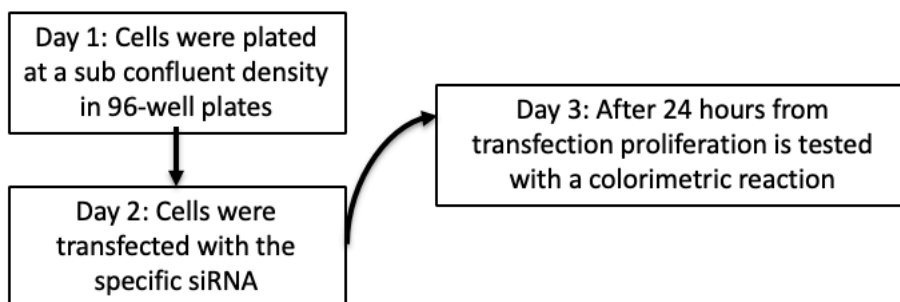 Day 1: Cells were plated
at a sub confluent density
in 96-well plates
Day 2: Cells were
transfected with the
specific siRNA
Day 3: After 24 hours from
transfection proliferation is tested
with a colorimetric reaction